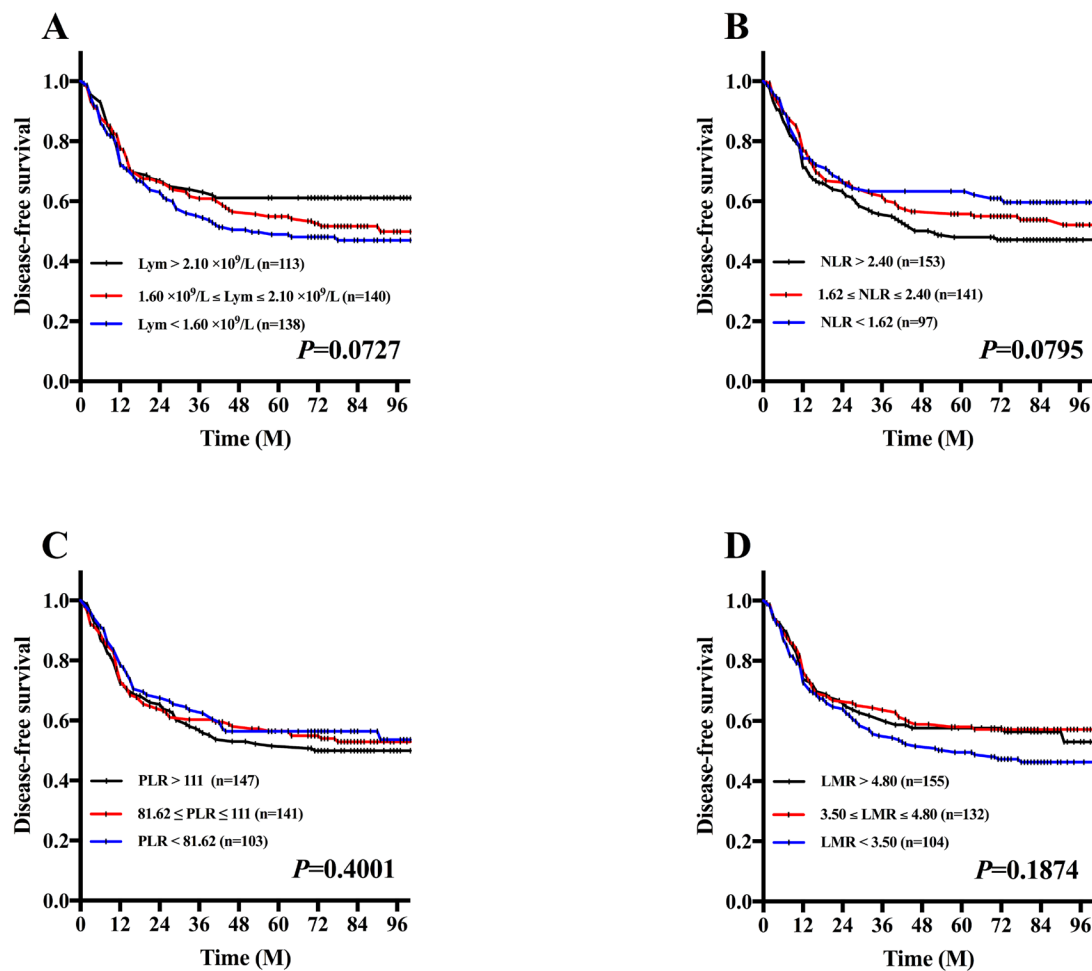 A
Disease-free survival
1.0
0.8
0.6
0.4
0.2
0.0
Lym > 2.10 ×10⁹/L (n=113)
1.60 ×10⁹/L ≤ Lym ≤ 2.10 ×10⁹/L (n=140)
Lym < 1.60 ×10⁹/L (n=138)
P=0.0727
0 12 24 36 48 60 72 84 96
Time (M)
B
Disease-free survival
1.0
0.8
0.6
0.4
0.2
0.0
NLR > 2.40 (n=153)
1.62 ≤ NLR ≤ 2.40 (n=141)
NLR < 1.62 (n=97)
P=0.0795
0 12 24 36 48 60 72 84 96
Time (M)
C
Disease-free survival
1.0
0.8
0.6
0.4
0.2
0.0
PLR > 111 (n=147)
81.62 ≤ PLR ≤ 111 (n=141)
PLR < 81.62 (n=103)
P=0.4001
0 12 24 36 48 60 72 84 96
Time (M)
D
Disease-free survival
1.0
0.8
0.6
0.4
0.2
0.0
LMR > 4.80 (n=155)
3.50 ≤ LMR ≤ 4.80 (n=132)
LMR < 3.50 (n=104)
P=0.1874
0 12 24 36 48 60 72 84 96
Time (M)